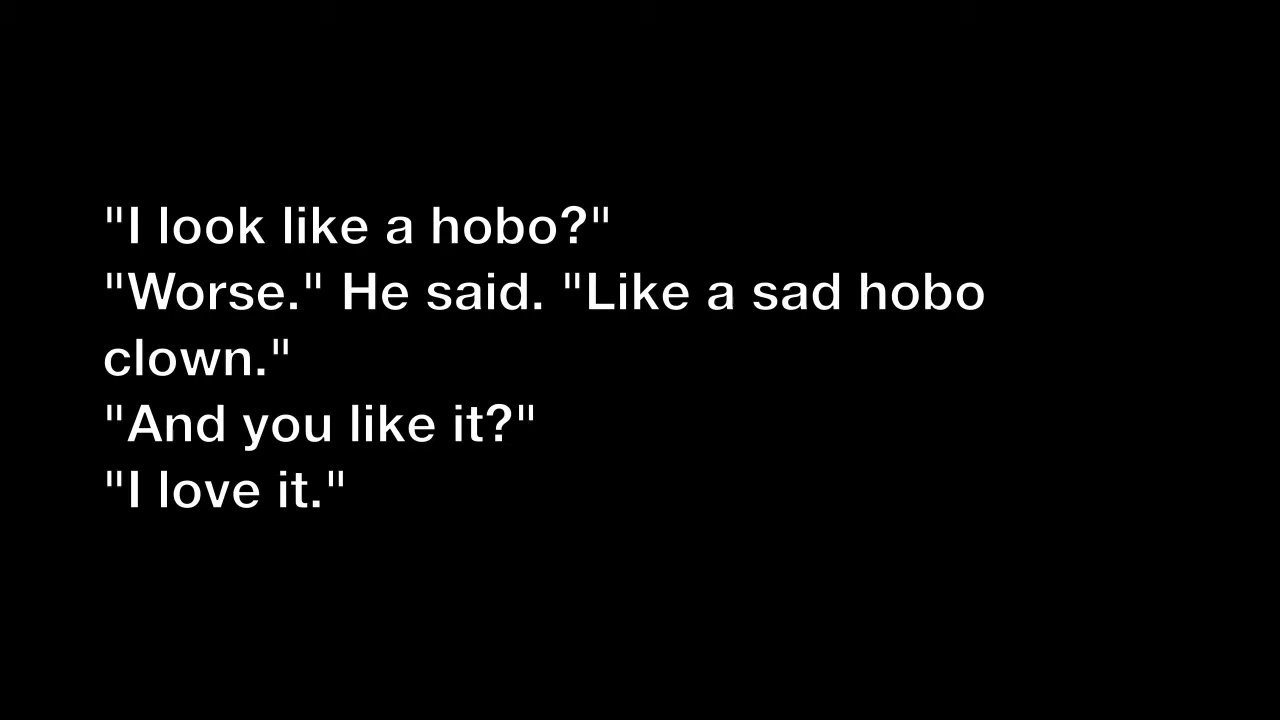 "I look like a hobo?"
"Worse." He said. "Like a sad hobo
clown."
"And you like it?"
"I love it."